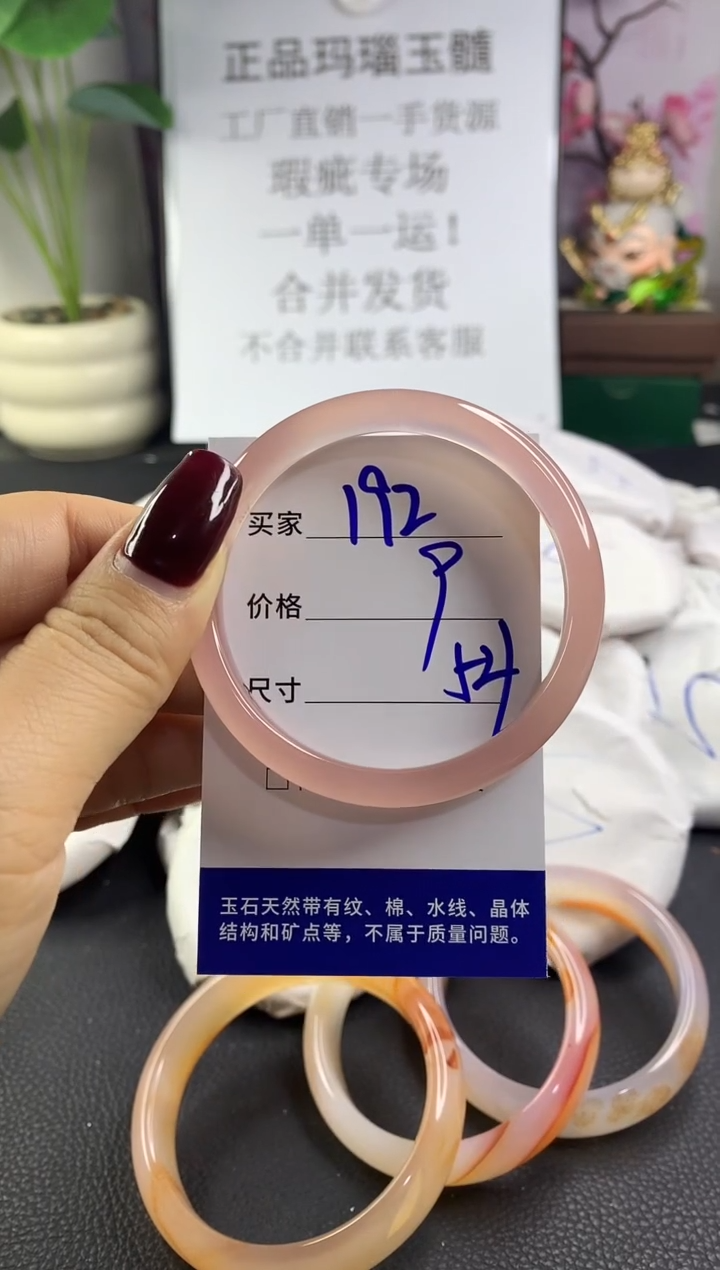 正品玛瑙玉髓
工厂直销一手货源
瑕疵专场
一单一运!
合并发货
不合并联系客服
买家 192
价格 P
尺寸 54
玉石天然带有纹、棉、水线、晶体
结构和矿点等，不属于质量问题。